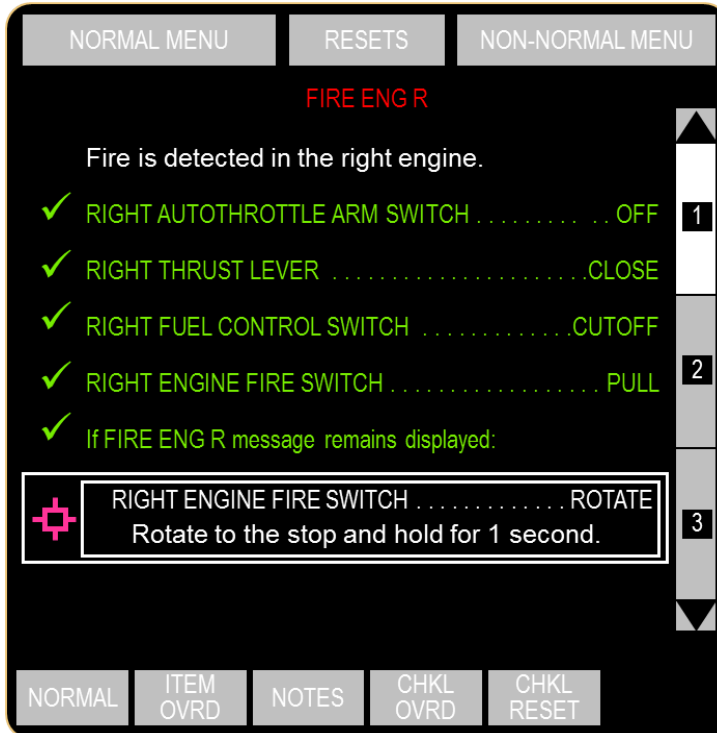 NORMAL MENU RESETS NON-NORMAL MENU
FIRE ENG R
Fire is detected in the right engine.
RIGHT AUTOTHROTTLE ARM SWITCH . . . . . . . . . . . OFF 1
RIGHT THRUST LEVER . . . . . . . . . . . . . . . . . . . . . . .CLOSE
RIGHT FUEL CONTROL SWITCH . . . . . . . . . . . . . .CUTOFF
RIGHT ENGINE FIRE SWITCH . . . . . . . . . . . . . . . . . . PULL 2
If FIRE ENG R message remains displayed:
RIGHT ENGINE FIRE SWITCH . . . . . . . . . . . . . ROTATE
Rotate to the stop and hold for 1 second. 3
NORMAL ITEM OVRD NOTES CHKL OVRD CHKL RESET